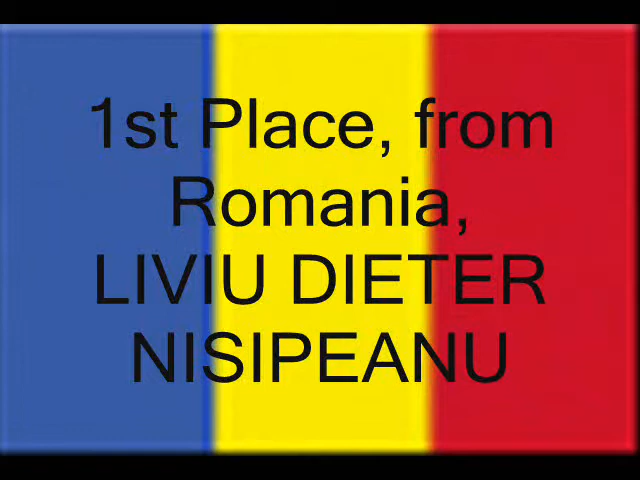 1st Place, from
Romania,
LIVIU DIETER
NISIPEANU